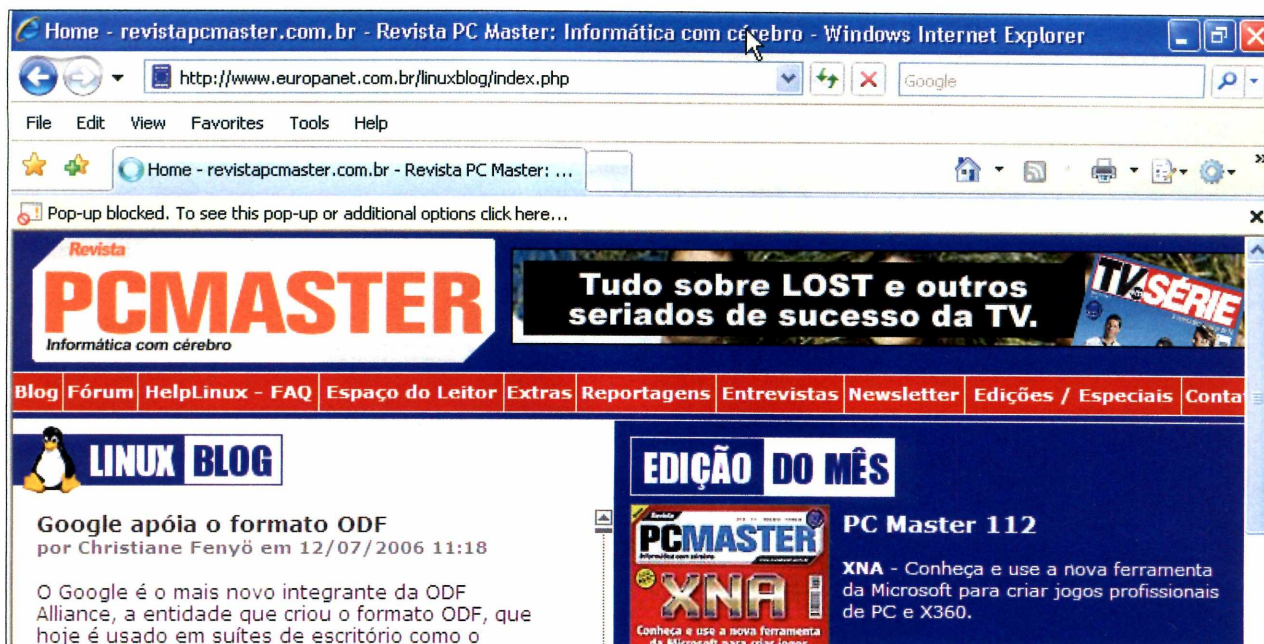 Home - revistapcmaster.com.br - Revista PC Master: Informática com cérebro - Windows Internet Explorer
http://www.europanet.com.br/linuxblog/index.php
Google
File Edit View Favorites Tools Help
Home - revistapcmaster.com.br - Revista PC Master: ...
Pop-up blocked. To see this pop-up or additional options click here...
Revista
PCMASTER
Informática com cérebro
Tudo sobre LOST e outros
seriados de sucesso da TV.
TV SÉRIE
Blog Fórum HelpLinux - FAQ Espaço do Leitor Extras Reportagens Entrevistas Newsletter Edições / Especiais Conta
LINUX BLOG
EDIÇÃO DO MÊS
Google apóia o formato ODF
por Christiane Fenyö em 12/07/2006 11:18
O Google é o mais novo integrante da ODF
Alliance, a entidade que criou o formato ODF, que
hoje é usado em suítes de escritório como o
Revista
PCMASTER
XNA
Conheça e use a nova ferramenta
da Microsoft para criar jogos
PC Master 112
XNA - Conheça e use a nova ferramenta
da Microsoft para criar jogos profissionais
de PC e X360.